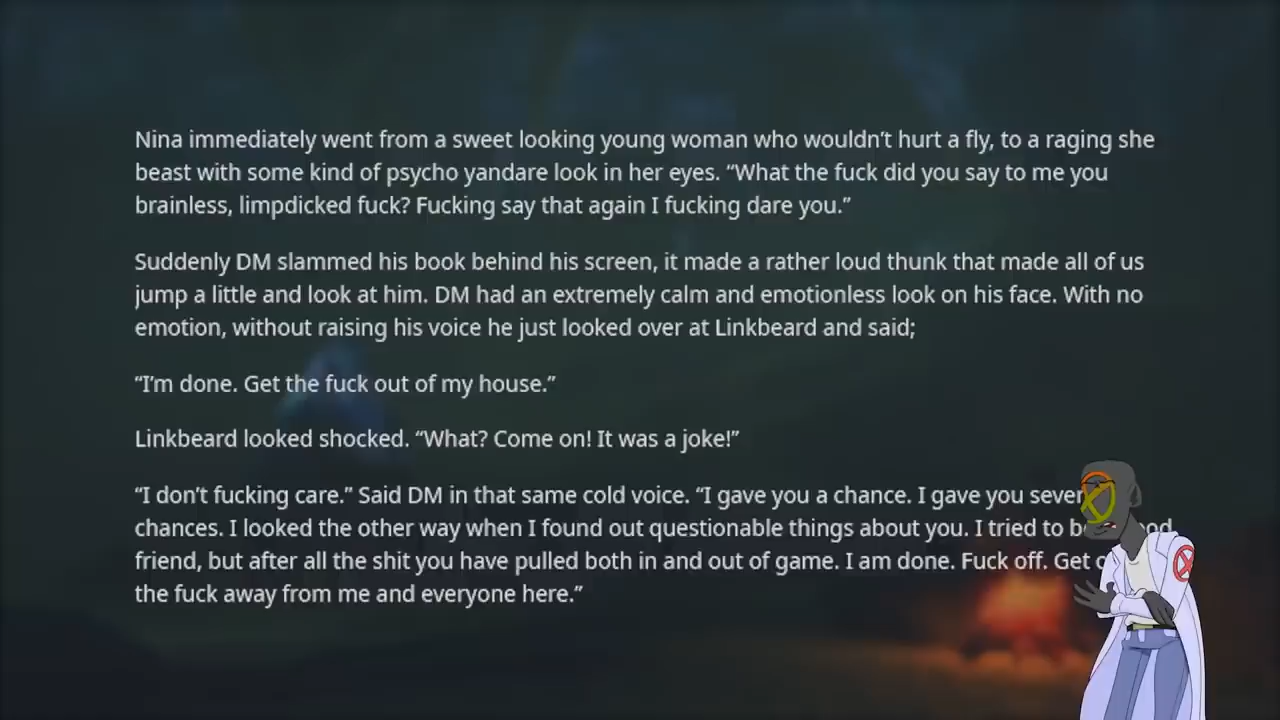 Nina immediately went from a sweet looking young woman who wouldn’t hurt a fly, to a raging she
beast with some kind of psycho yandare look in her eyes. “What the fuck did you say to me you
brainless, limpdicked fuck? Fucking say that again I fucking dare you.”
Suddenly DM slammed his book behind his screen, it made a rather loud thunk that made all of us
jump a little and look at him. DM had an extremely calm and emotionless look on his face. With no
emotion, without raising his voice he just looked over at Linkbeard and said;
“I’m done. Get the fuck out of my house.”
Linkbeard looked shocked. “What? Come on! It was a joke!”
“I don’t fucking care.” Said DM in that same cold voice. “I gave you a chance. I gave you
chances. I looked the other way when I found out questionable things about you. I tried to
friend, but after all the shit you have pulled both in and out of game. I am done. Fuck off. Get
the fuck away from me and everyone here.”